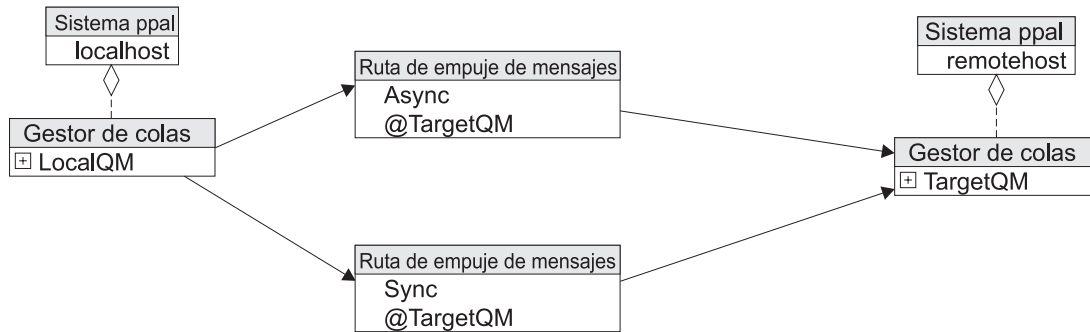 Sistema ppal
localhost
Gestor de colas
LocalQM
Ruta de empuje de mensajes
Async
@TargetQM
Ruta de empuje de mensajes
Sync
@TargetQM
Sistema ppal
remotehost
Gestor de colas
TargetQM